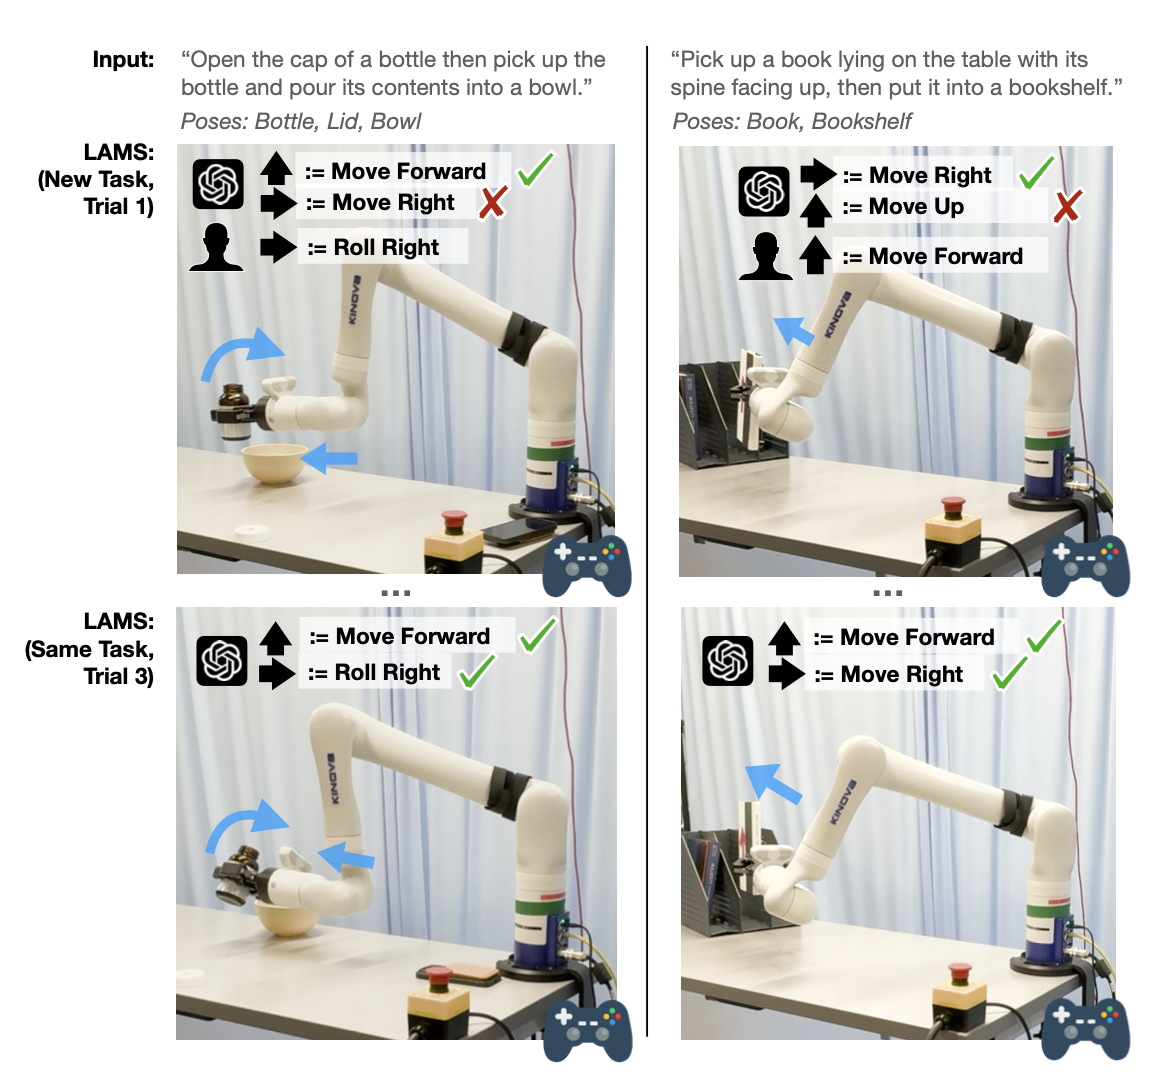 Input:
“Open the cap of a bottle then pick up the
bottle and pour its contents into a bowl.”
Poses: Bottle, Lid, Bowl
“Pick up a book lying on the table with its
spine facing up, then put it into a bookshelf.”
Poses: Book, Bookshelf
LAMS:
(New Task,
Trial 1)
:= Move Forward
:= Move Right
:= Roll Right
KINOVA
:= Move Right
:= Move Up
:= Move Forward
KINOVA
...
...
LAMS:
(Same Task,
Trial 3)
:= Move Forward
:= Roll Right
KINOVA
:= Move Forward
:= Move Right
KINOVA